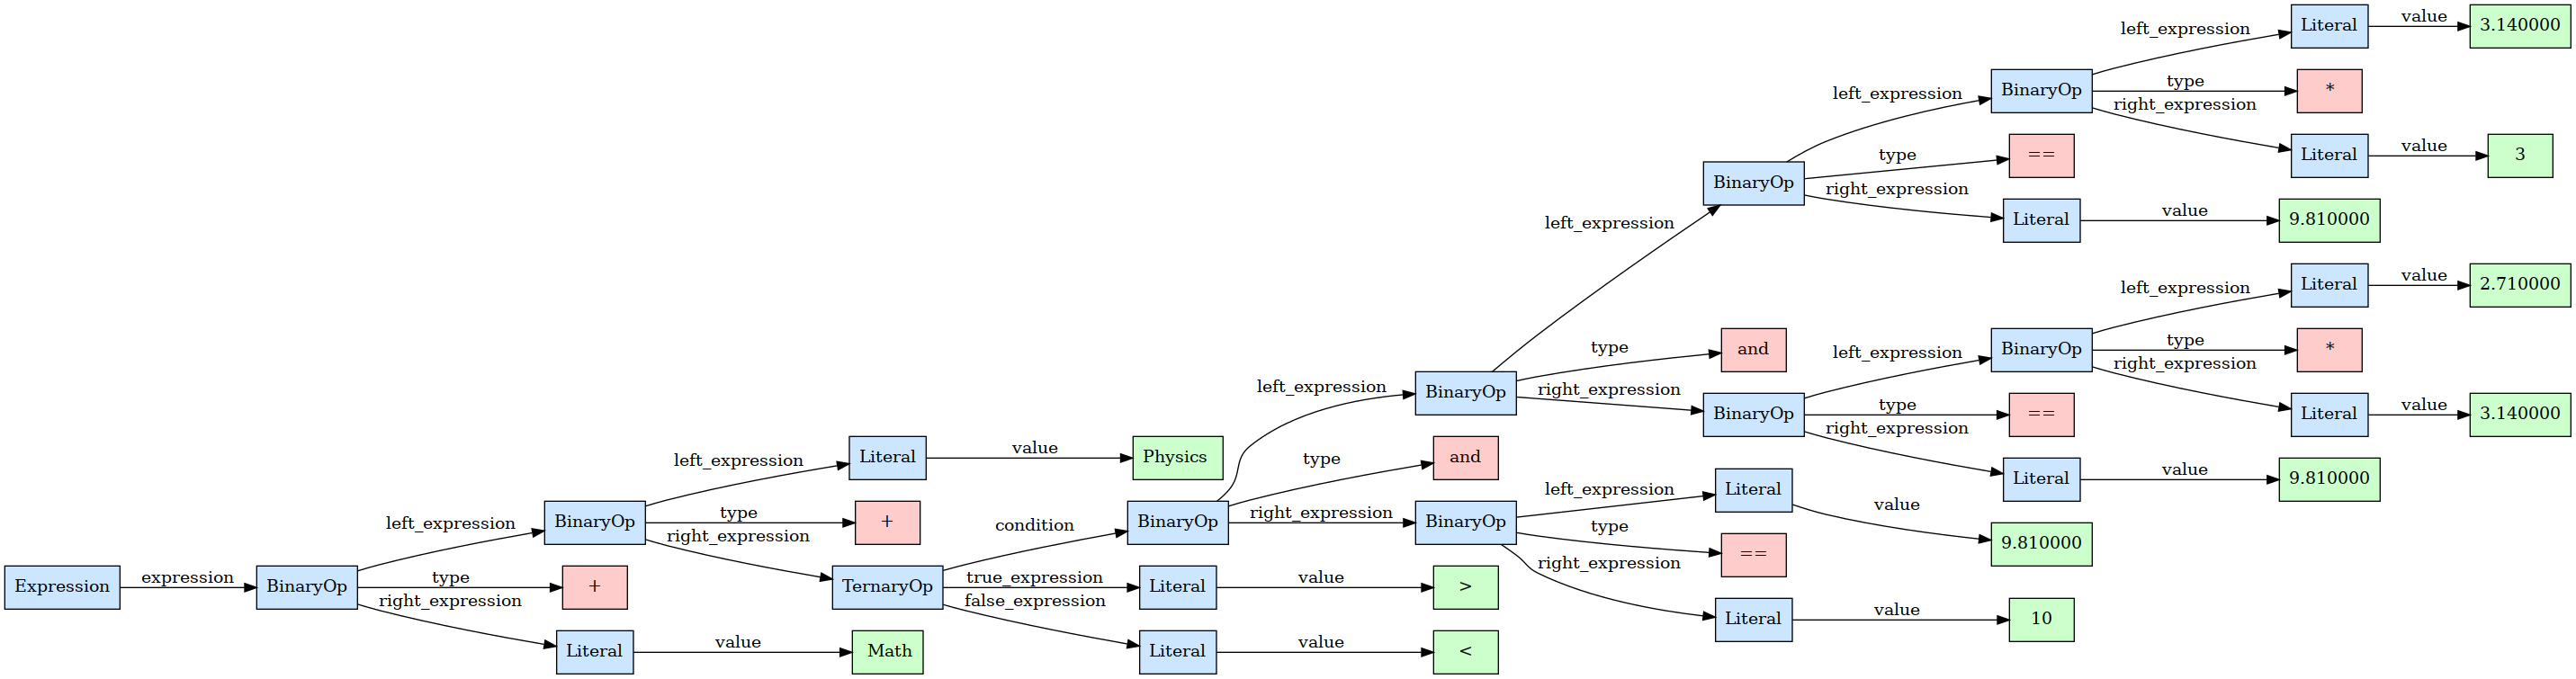 left_expression
Literal
value
3.140000
BinaryOp
type
*
left_expression
right_expression
Literal
value
3
type
==
BinaryOp
right_expression
Literal
value
9.810000
left_expression
left_expression
Literal
value
2.710000
BinaryOp
type
*
left_expression
right_expression
type
and
BinaryOp
right_expression
BinaryOp
type
==
Literal
value
3.140000
left_expression
right_expression
Literal
value
9.810000
left_expression
Literal
value
Physics
type
and
left_expression
Literal
value
9.810000
BinaryOp
type
+
right_expression
left_expression
condition
BinaryOp
right_expression
BinaryOp
type
==
right_expression
Expression
expression
BinaryOp
type
+
right_expression
TernaryOp
true_expression
Literal
value
>
false_expression
Literal
value
10
Literal
value
Math
Literal
value
<